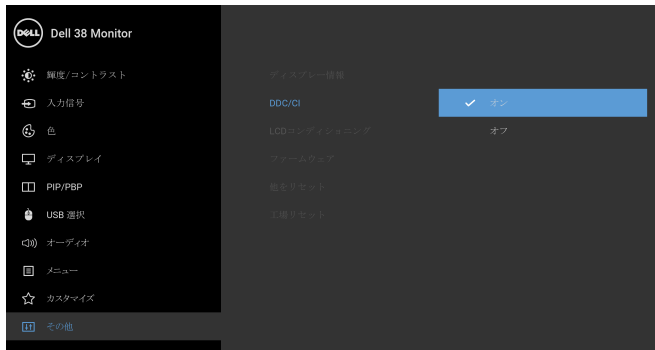 DELL
Dell 38 Monitor
輝度/コントラスト
入力信号
色
ディスプレイ
PIP/PBP
USB 選択
オーディオ
メニュー
カスタマイズ
その他
ディスプレー情報
DDC/CI
LCDコンディショニング
ファームウェア
他をリセット
工場リセット
オン
オフ